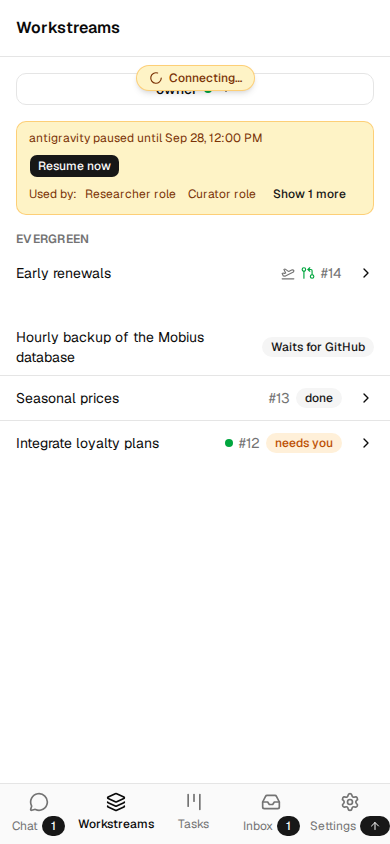 Workstreams
Connecting...
antigravity paused until Sep 28, 12:00 PM
Resume now
Used by: Researcher role Curator role Show 1 more
EVERGREEN
Early renewals #14
Hourly backup of the Mobius
database
Waits for GitHub
Seasonal prices #13 done
Integrate loyalty plans #12 needs you
Chat 1 Workstreams Tasks Inbox 1 Settings